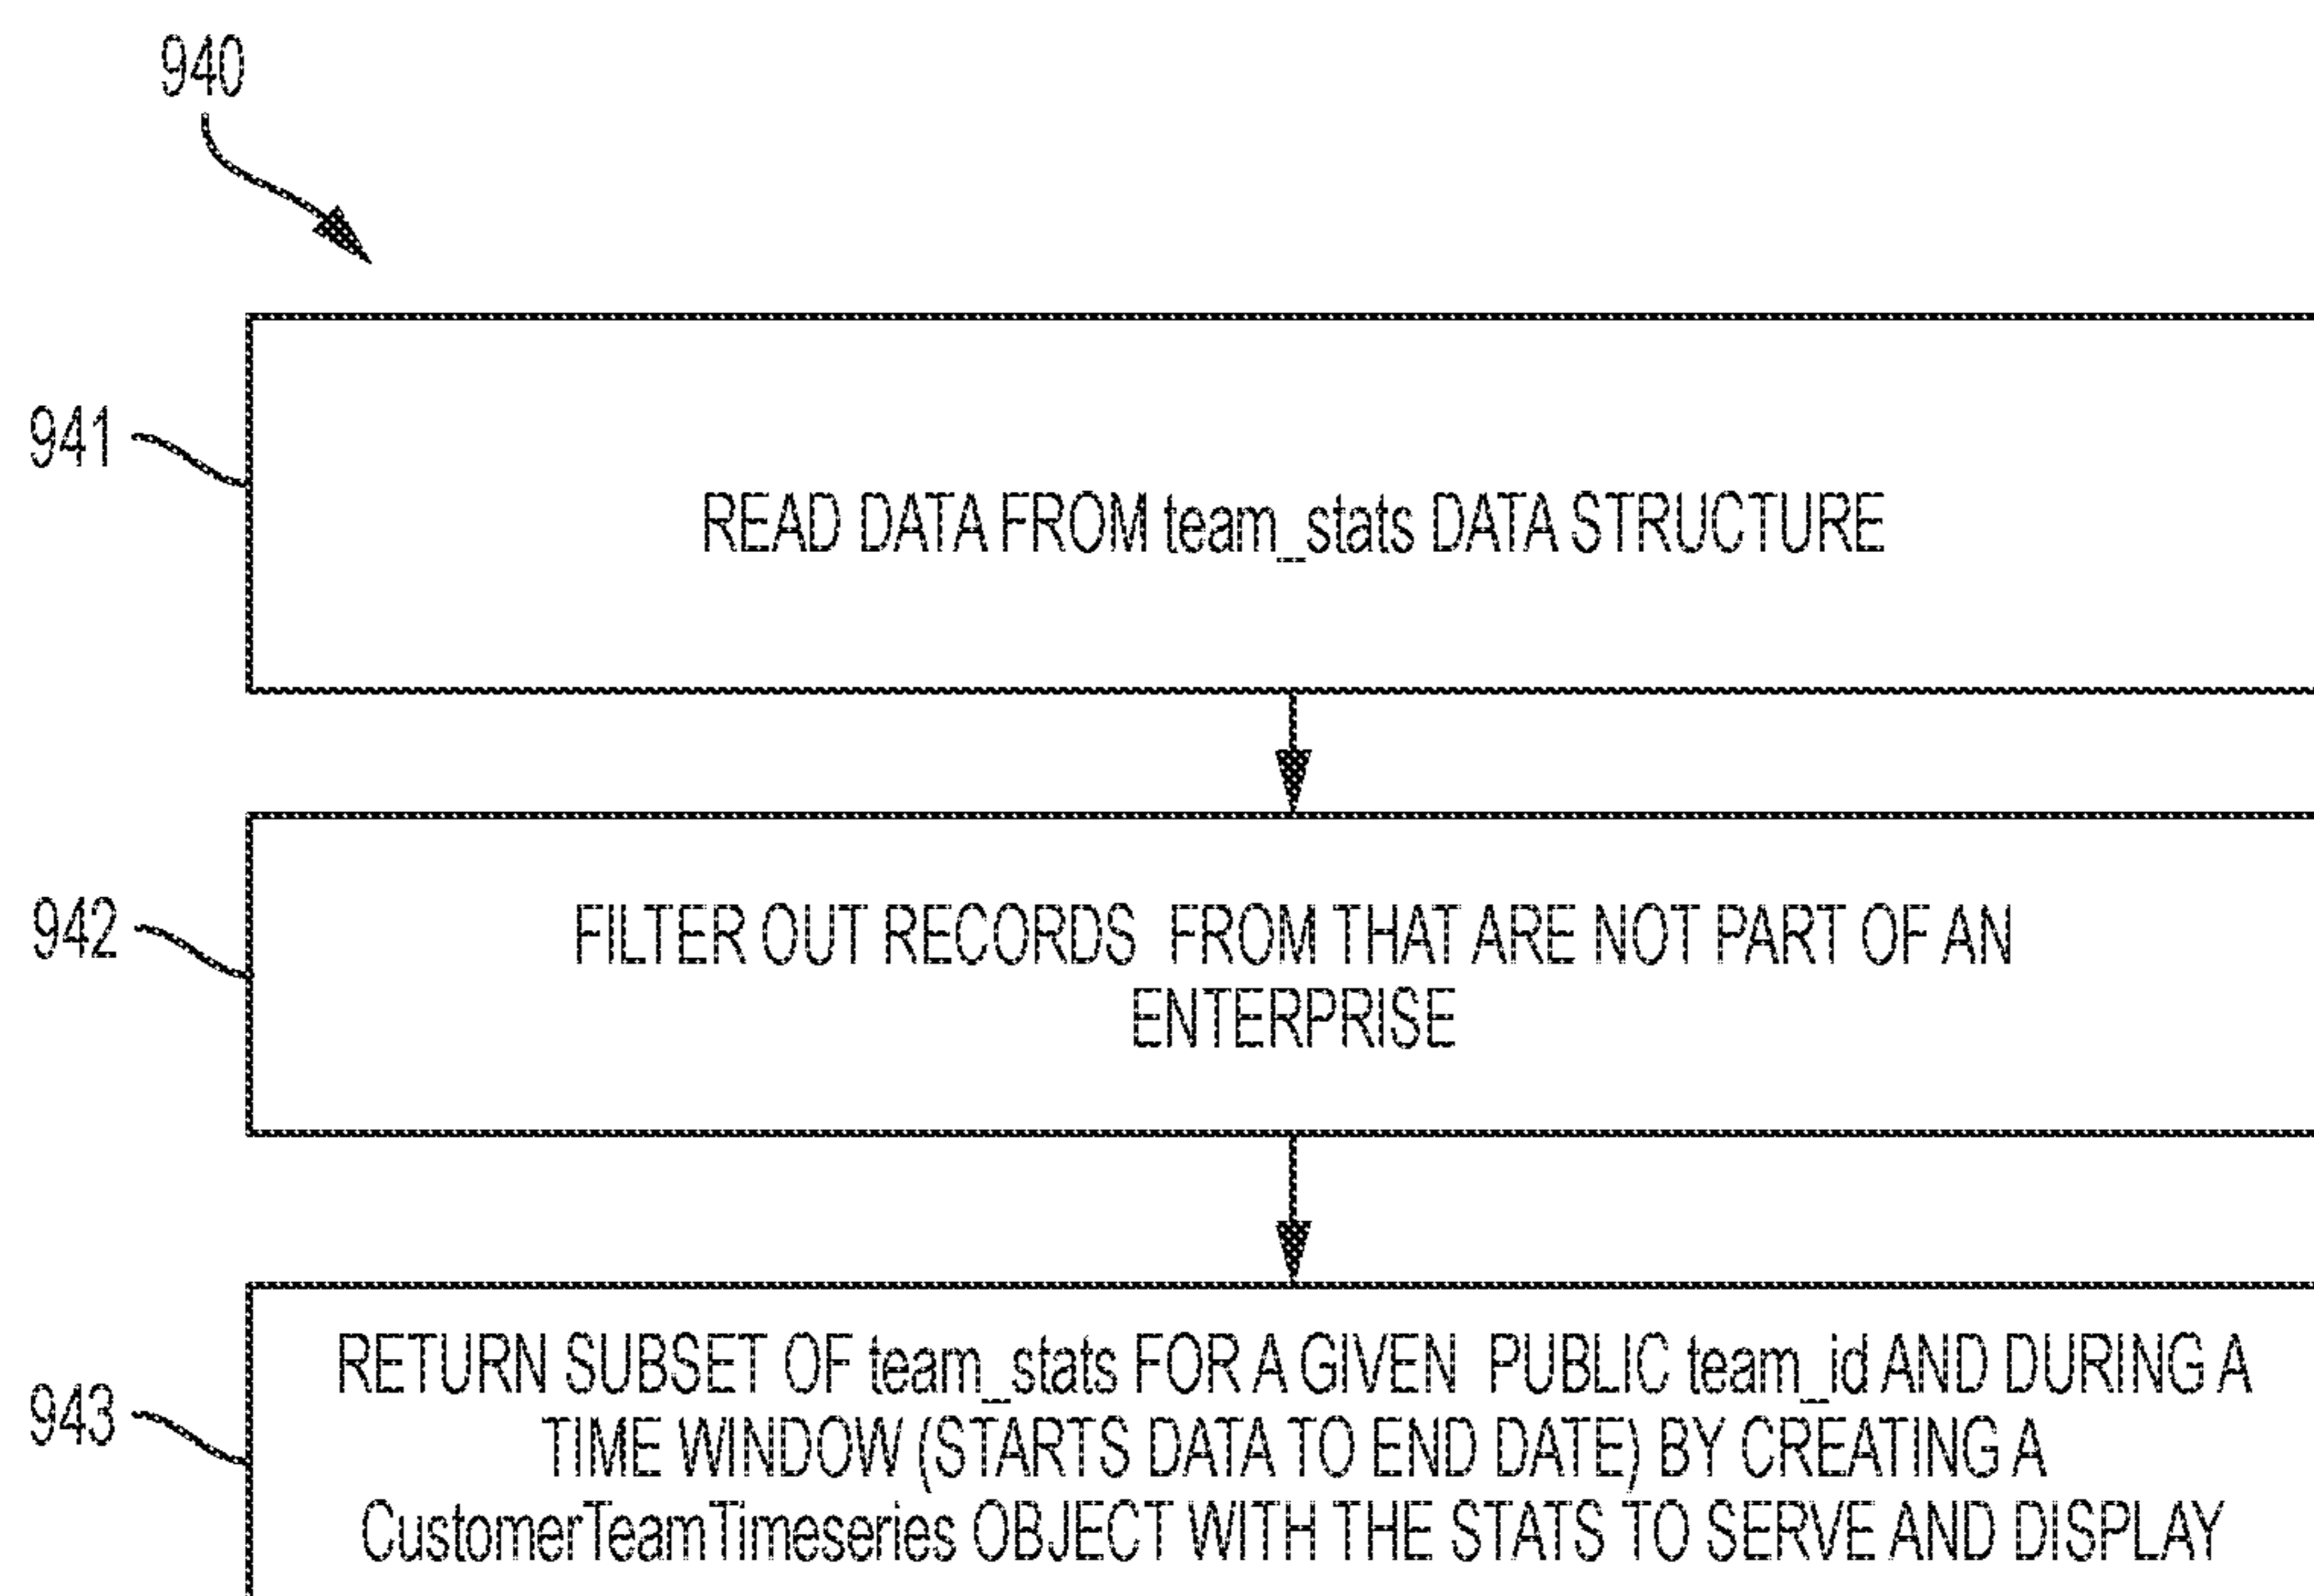 940
941
READ DATA FROM team_stats DATA STRUCTURE
942
FILTER OUT RECORDS FROM THAT ARE NOT PART OF AN
ENTERPRISE
943
RETURN SUBSET OF team_stats FOR A GIVEN PUBLIC team_id AND DURING A
TIME WINDOW (STARTS DATA TO END DATE) BY CREATING A
CustomerTeamTimeseries OBJECT WITH THE STATS TO SERVE AND DISPLAY